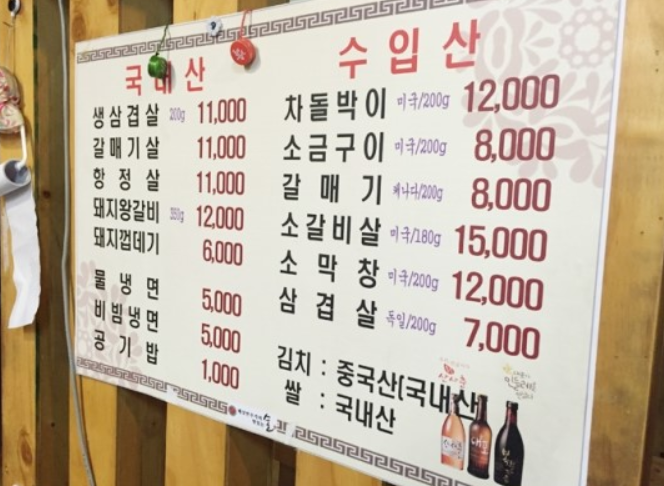 국내산
생삼겹살 200g 11,000
갈매기살 11,000
항정살 11,000
돼지왕갈비 350g 12,000
돼지껍데기 6,000
물냉면 5,000
비빔냉면 5,000
공기밥 1,000
수입산
차돌박이 미국/200g 12,000
소금구이 미국/200g 8,000
갈매기 캐나다/200g 8,000
소갈비살 미국/180g 15,000
소막창 미국/200g 12,000
삼겹살 독일/200g 7,000
김치 : 중국산(국내산
쌀 : 국내산
산사춘
대포